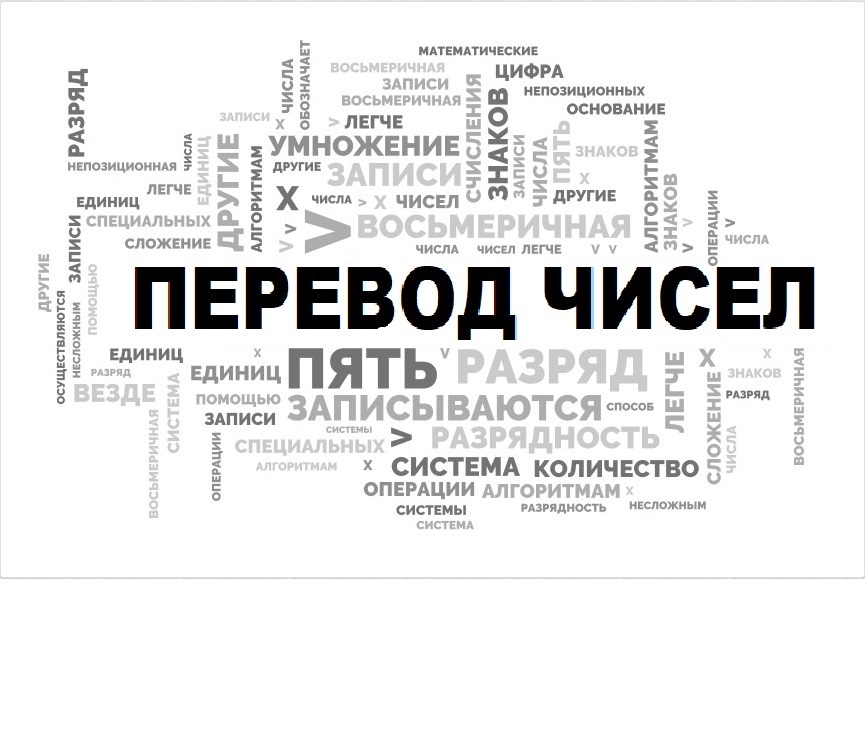 МАТЕМАТИЧЕСКИЕ
ВОСЬМЕРИЧНАЯ
ЦИФРА
РАЗРЯД
ЧИСЛА
ОБОЗНАЧАЕТ
ЗАПИСИ
НЕПОЗИЦИОННЫХ
ВОСЬМЕРИЧНАЯ
СЧИСЛЕНИЯ
ЗНАКОВ
ОСНОВАНИЕ
ЗАПИСИ
X
> ЛЕГЧЕ
УМНОЖЕНИЕ
ЗАПИСИ
ЧИСЛА
ПЯТЬ
ЗНАКОВ
АЛГОРИТМАМ
НЕПОЗИЦИОННАЯ
ЧИСЛА
ЕДИНИЦ
ДРУГИЕ
АЛГОРИТМАМ
ДРУГИЕ
ЗАПИСИ
X
ЗНАКОВ
ЛЕГЧЕ
ЕДИНИЦ
X
ЧИСЛА > X ЧИСЕЛ
ДРУГИЕ
ОПЕРАЦИИ
ЗАПИСИ
СПЕЦИАЛЬНЫХ
V
V
V
ВОСЬМЕРИЧНАЯ
V
V
ЧИСЛА
СЛОЖЕНИЕ
ЧИСЛА
ЧИСЕЛ ЛЕГЧЕ
V V
ДРУГИЕ
ПОМОЩЬЮ
ОСУЩЕСТВЛЯЮТСЯ
НЕСЛОЖНЫМ
ПЕРЕВОД ЧИСЕЛ
ЕДИНИЦ
X
ПЯТЬ
V
РАЗРЯД
ЛЕГЧЕ
X
X
ВОСЬМЕРИЧНАЯ
РАЗРЯД
СИСТЕМА
ЕДИНИЦ
СЛОЖЕНИЕ
ЗНАКОВ
ВЕЗДЕ
ПОМОЩЬЮ
ЗАПИСЫВАЮТСЯ
СПОСОБ
РАЗРЯД
ВОСЬМЕРИЧНАЯ
ЗАПИСИ
СИСТЕМЫ
ЧИСЛА
ОПЕРАЦИИ
СПЕЦИАЛЬНЫХ
V
РАЗРЯДНОСТЬ
АЛГОРИТМАМ
X
СИСТЕМА
КОЛИЧЕСТВО
ОПЕРАЦИИ
АЛГОРИТМАМ
X
СИСТЕМЫ
РАЗРЯДНОСТЬ
НЕСЛОЖНЫМ
СИСТЕМА